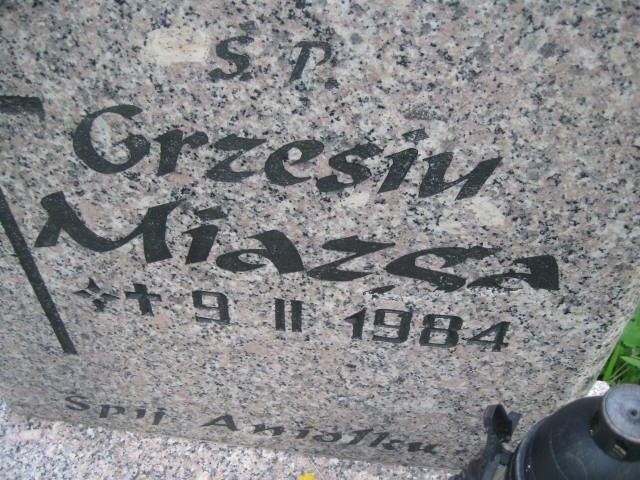 Ś. P.
Grzesiu
Miazga
✶ ✝ 9 II 1984
Śpij Aniołku